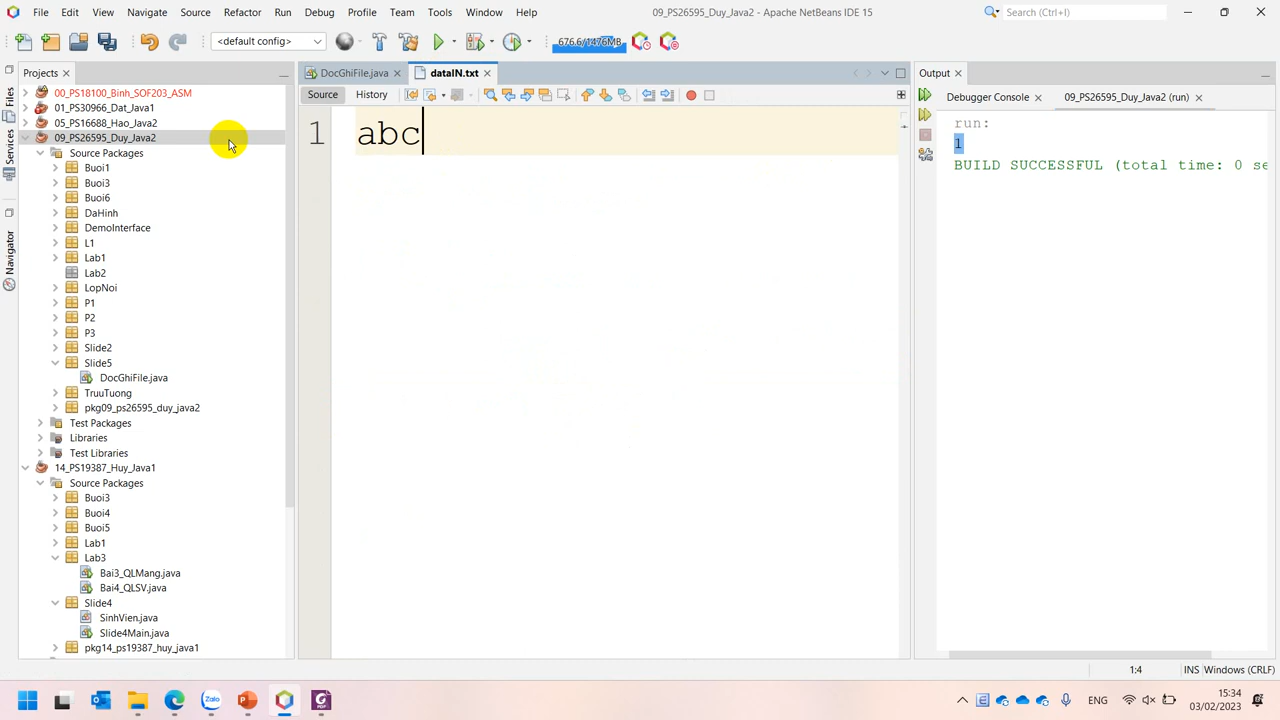 File Edit View Navigate Source Refactor Run Debug Profile Team Tools Window Help 09_PS26595_Duy_Java2 - Apache NetBeans IDE 15 Search (Ctrl+I)
<default config> 676.6/1476MB
Projects
DocGhiFile.java dataIN.txt
Output
Source History
Debugger Console 09_PS26595_Duy_Java2 (run)
Files
Services
Navigator
00_PS18100_Binh_SOF203_ASM
01_PS30966_Dat_Java1
05_PS16688_Hao_Java2
09_PS26595_Duy_Java2
Source Packages
Buoi1
Buoi3
Buoi6
DaHinh
DemoInterface
L1
Lab1
Lab2
LopNoi
P1
P2
P3
Slide2
Slide5
DocGhiFile.java
TruuTuong
pkg09_ps26595_duy_java2
Test Packages
Libraries
Test Libraries
14_PS19387_Huy_Java1
Source Packages
Buoi3
Buoi4
Buoi5
Lab1
Lab3
Bai3_QLMang.java
Bai4_QLSV.java
Slide4
SinhVien.java
Slide4Main.java
pkg14_ps19387_huy_java1
1 abc
run:
1
BUILD SUCCESSFUL (total time: 0 se
1:4 INS Windows (CRLF)
Zalo
PDF
ENG
15:34
03/02/2023